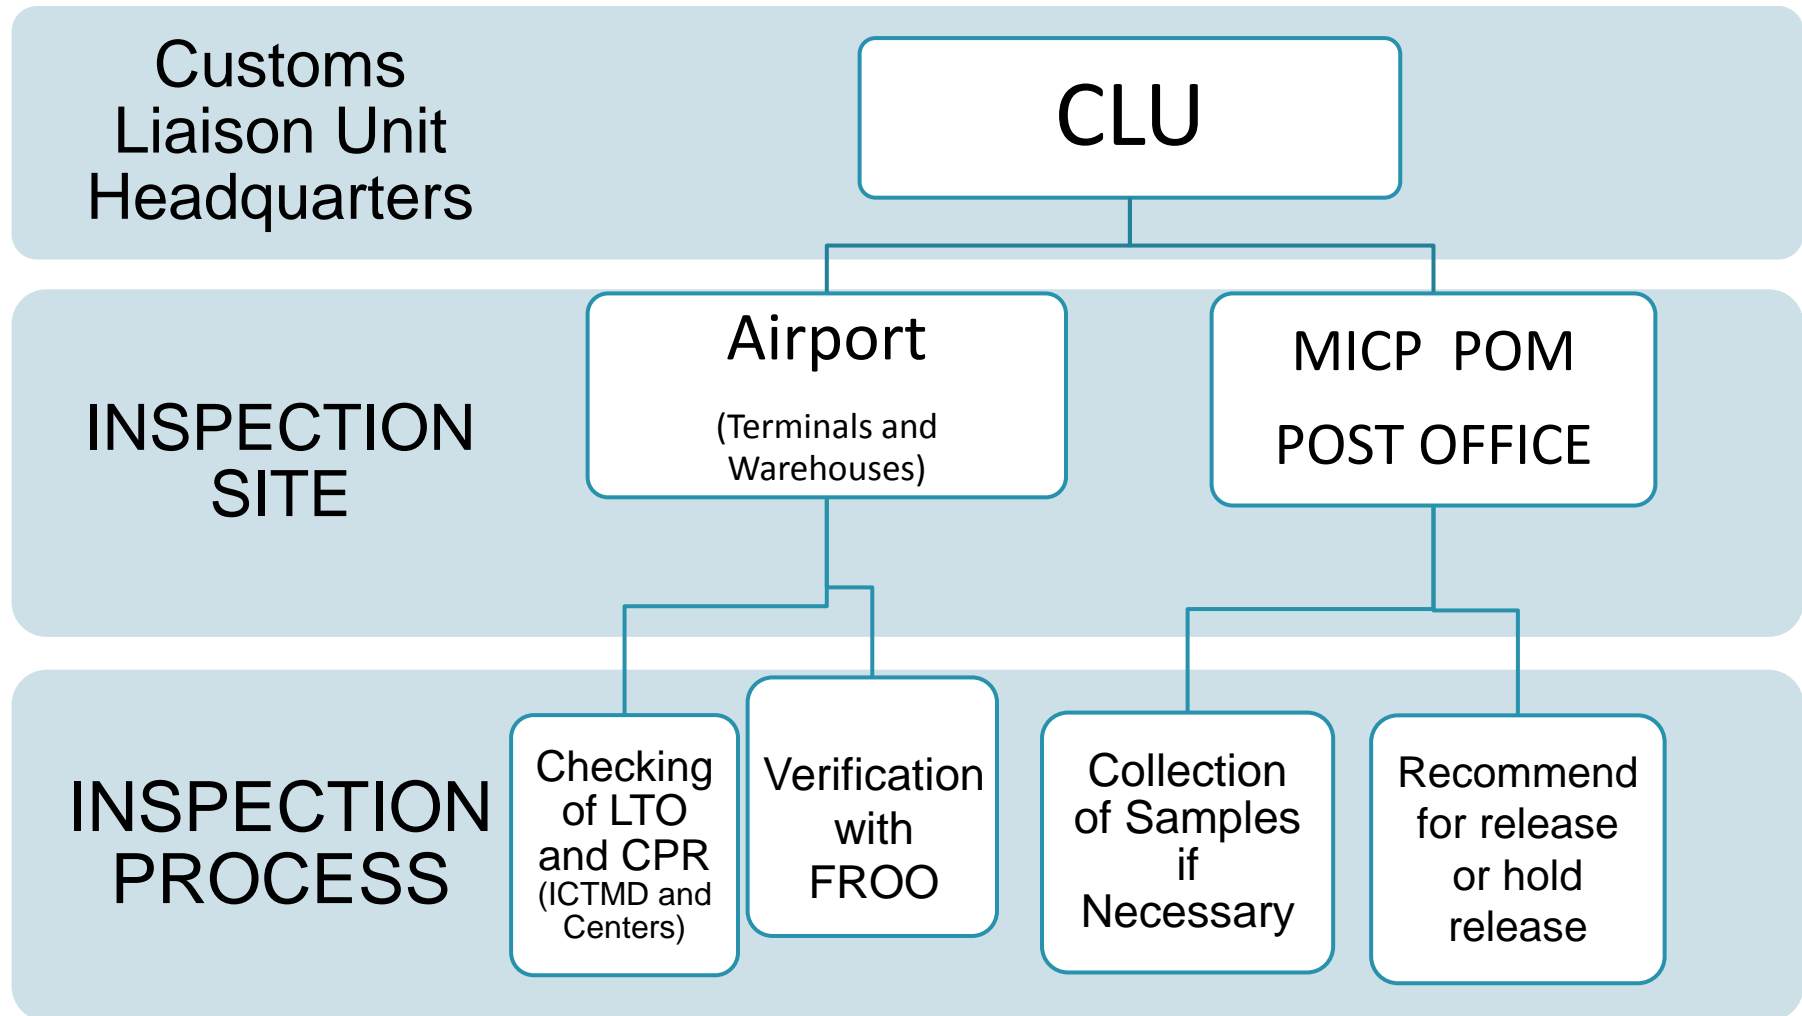 Customs
Liaison Unit
Headquarters
CLU
INSPECTION
SITE
Airport
(Terminals and
Warehouses)
MICP  POM
POST OFFICE
INSPECTION
PROCESS
Checking
of LTO
and CPR
(ICTMD and
Centers)
Verification
with
FROO
Collection
of Samples
if
Necessary
Recommend
for release
or hold
release